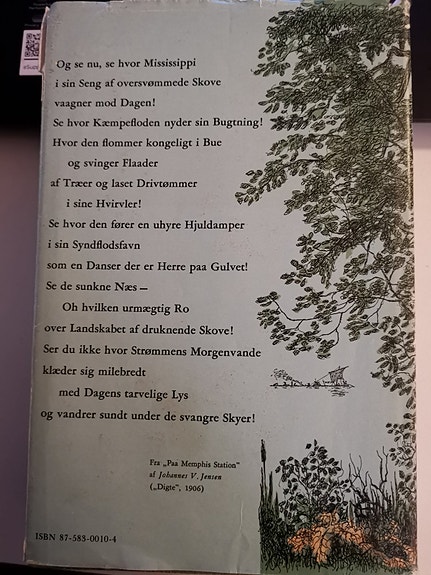 Og se nu, se hvor Mississippi
i sin Seng af oversvømmede Skove
vaagner mod Dagen!
Se hvor Kæmpefloden nyder sin Bugtning!
Hvor den flommer kongeligt i Bue
og svinger Flaader
af Træer og laset Drivtømmer
i sine Hvirvler!
Se hvor den fører en uhyre Hjuldamper
i sin Syndflodsfavn
som en Danser der er Herre paa Gulvet!
Se de sunkne Næs —
Oh hvilken urmægtig Ro
over Landskabet af druknende Skove!
Ser du ikke hvor Strømmens Morgenvande
klæder sig milebredt
med Dagens tarvelige Lys
og vandrer sundt under de svangre Skyer!
Fra „Paa Memphis Station"
af Johannes V. Jensen
(„Digte", 1906)
ISBN 87-583-0010-4